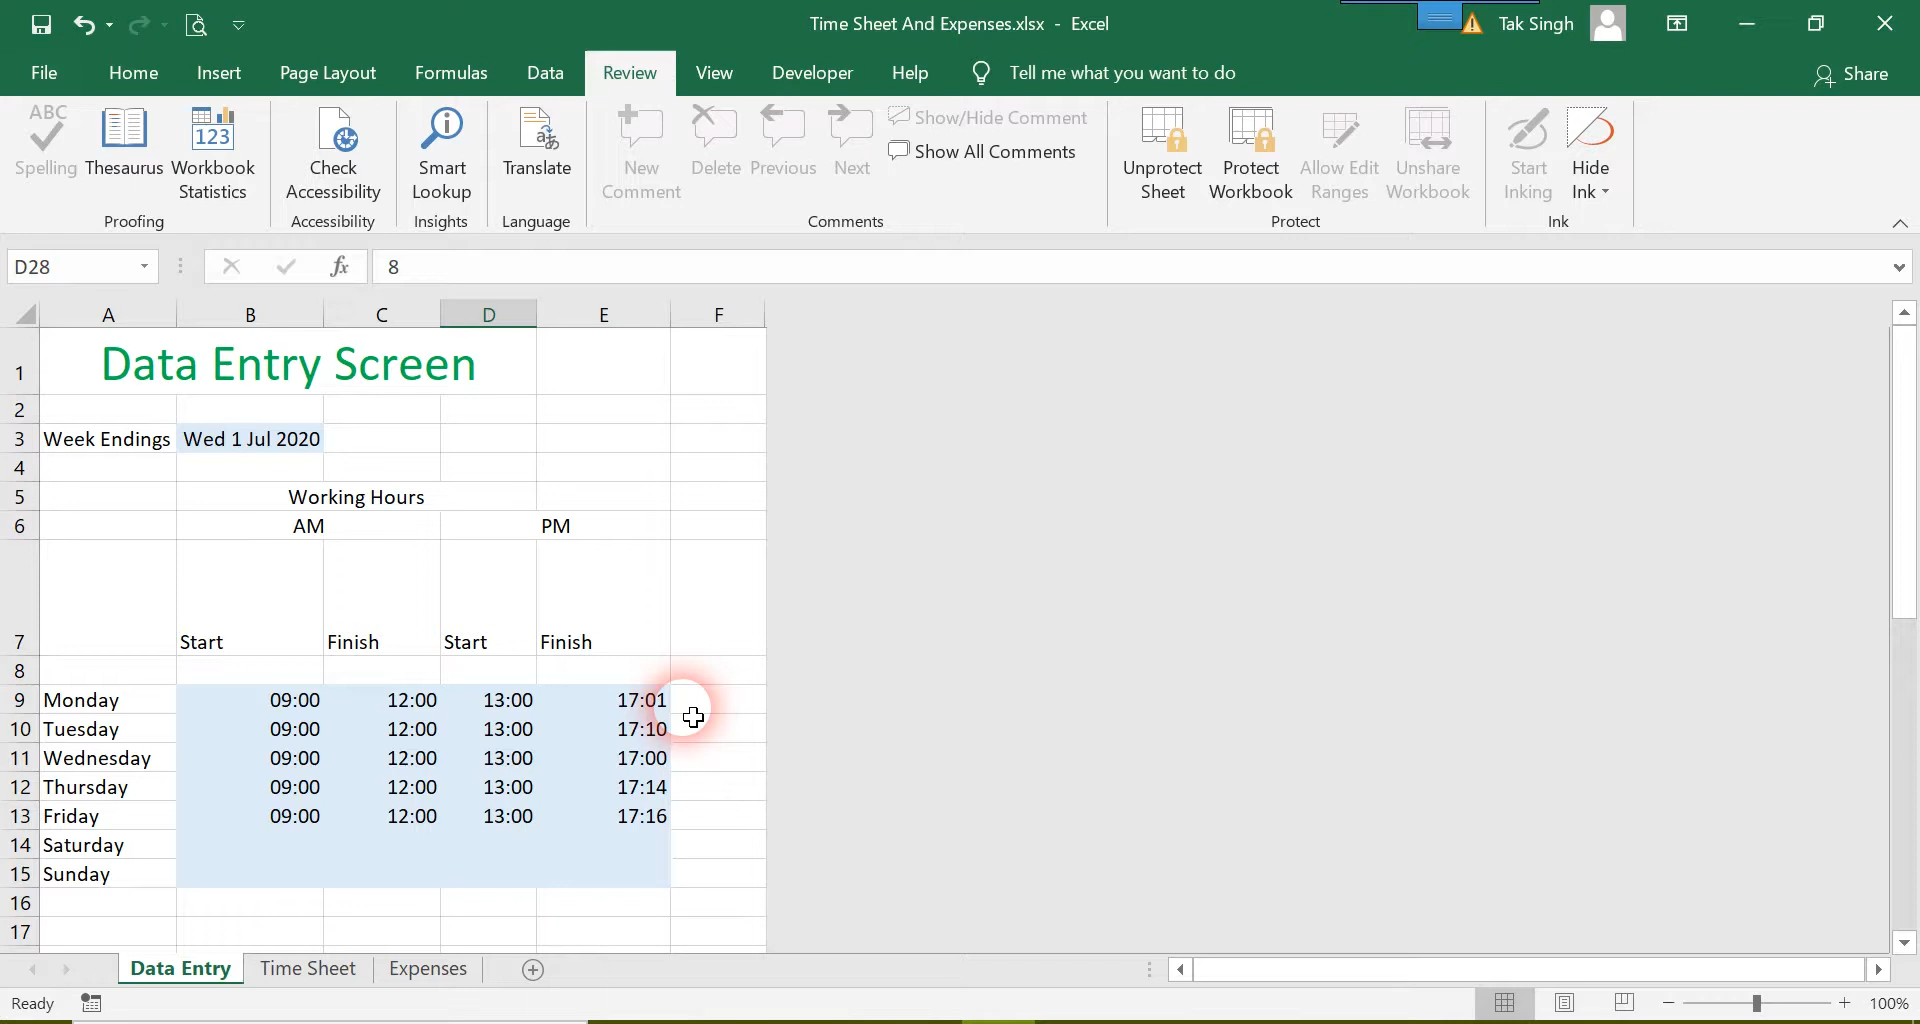 Time Sheet And Expenses.xlsx - Excel
Tak Singh
File Home Insert Page Layout Formulas Data Review View Developer Help Tell me what you want to do Share
ABC
123
Spelling Thesaurus Workbook Statistics
Check Accessibility
Smart Lookup
Translate
New Comment
Delete Previous Next
Show/Hide Comment
Show All Comments
Unprotect Sheet
Protect Workbook
Allow Edit Ranges
Unshare Workbook
Start Inking
Hide Ink
Proofing Accessibility Insights Language Comments Protect Ink
D28 fx 8
A B C D E F
1 Data Entry Screen
2
3 Week Endings Wed 1 Jul 2020
4
5 Working Hours
6 AM PM
7 Start Finish Start Finish
8
9 Monday 09:00 12:00 13:00 17:01
10 Tuesday 09:00 12:00 13:00 17:10
11 Wednesday 09:00 12:00 13:00 17:00
12 Thursday 09:00 12:00 13:00 17:14
13 Friday 09:00 12:00 13:00 17:16
14 Saturday
15 Sunday
16
17
Data Entry Time Sheet Expenses
Ready 100%